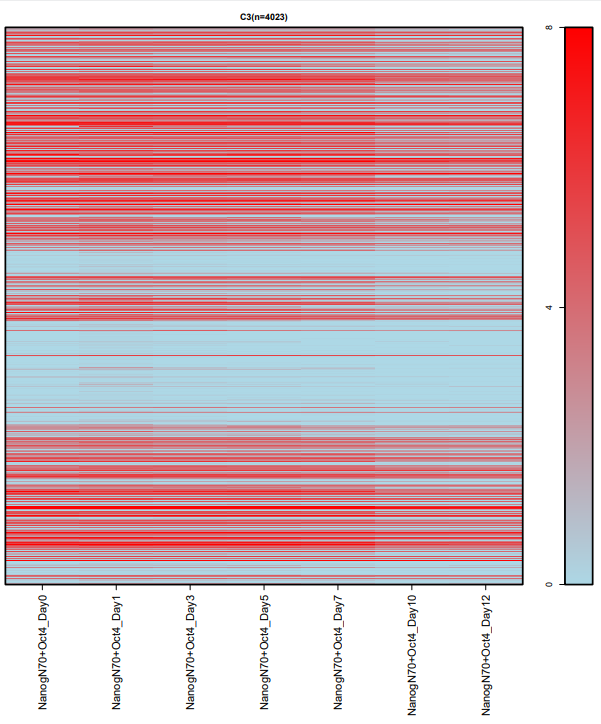 C3(n=4023)
8
4
0
NanogN70+Oct4_Day0
NanogN70+Oct4_Day1
NanogN70+Oct4_Day3
NanogN70+Oct4_Day5
NanogN70+Oct4_Day7
NanogN70+Oct4_Day10
NanogN70+Oct4_Day12